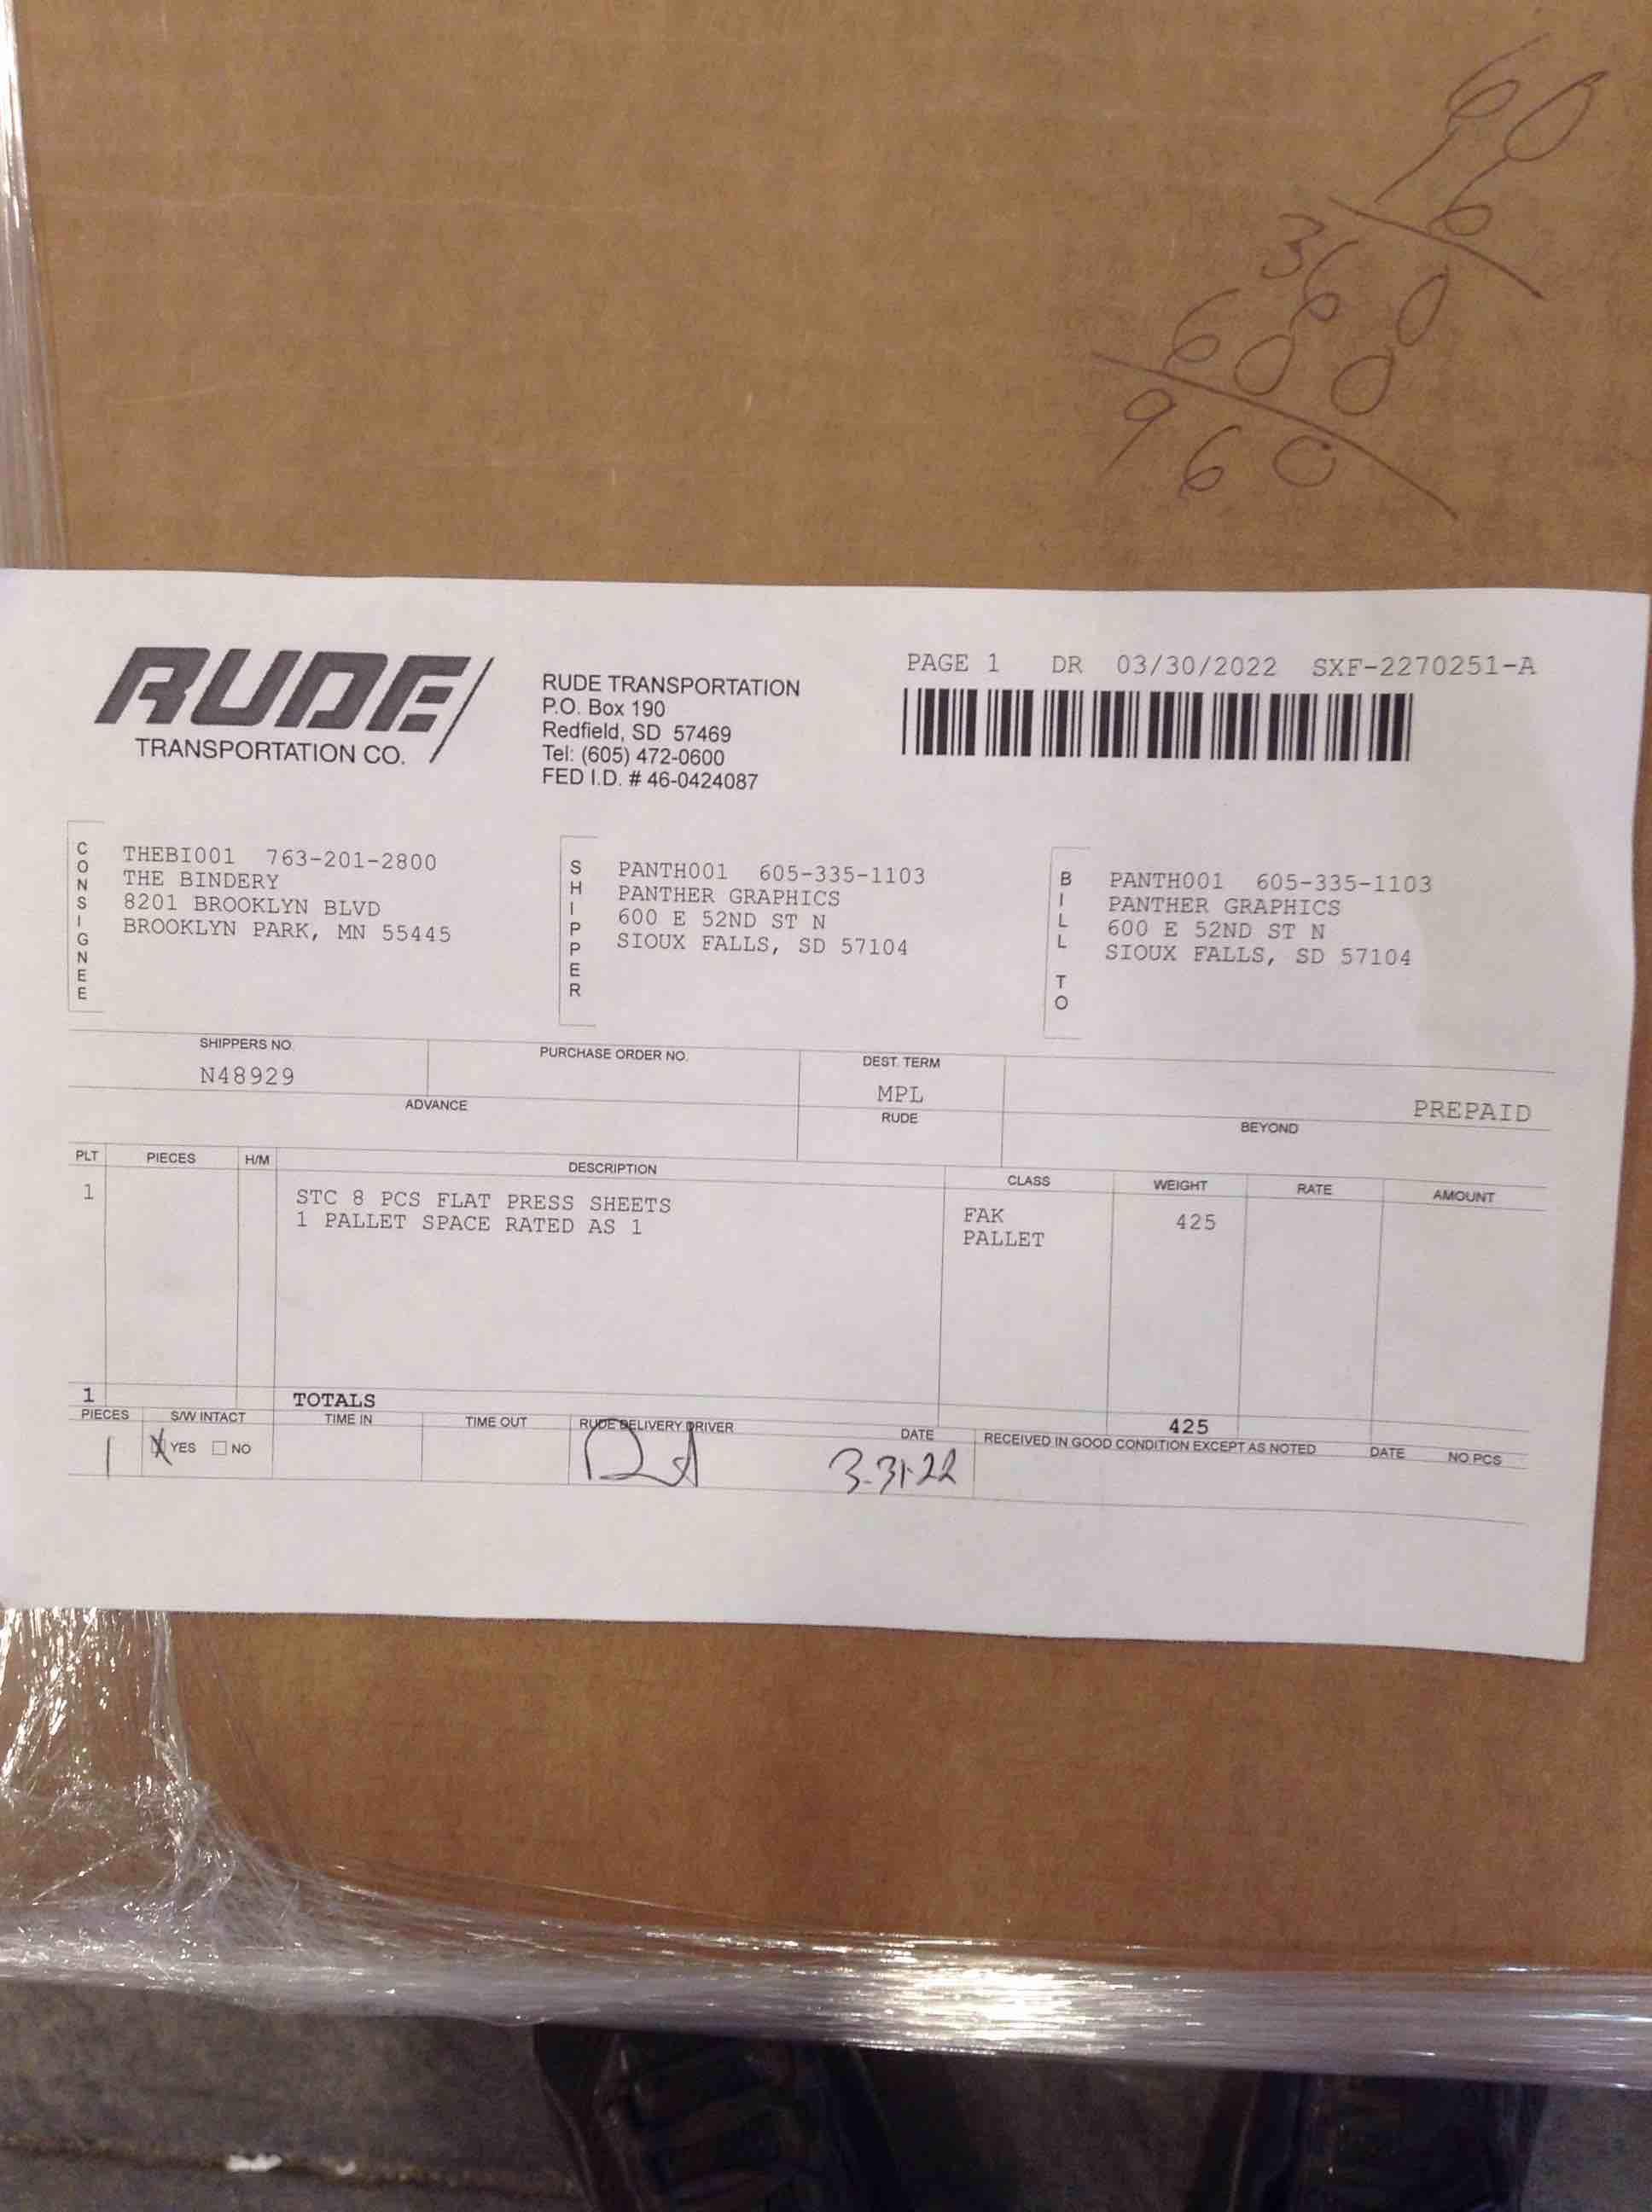 60
16
360
600
960
RUDE
TRANSPORTATION CO.
RUDE TRANSPORTATION
P.O. Box 190
Redfield, SD 57469
Tel: (605) 472-0600
FED I.D. # 46-0424087
PAGE 1 DR 03/30/2022 SXF-2270251-A
CONSIGNEE
THEBI001 763-201-2800
THE BINDERY
8201 BROOKLYN BLVD
BROOKLYN PARK, MN 55445
SHIPPER
PANTH001 605-335-1103
PANTHER GRAPHICS
600 E 52ND ST N
SIOUX FALLS, SD 57104
BILL TO
PANTH001 605-335-1103
PANTHER GRAPHICS
600 E 52ND ST N
SIOUX FALLS, SD 57104
SHIPPERS NO. PURCHASE ORDER NO. DEST. TERM
N48929 MPL PREPAID
ADVANCE RUDE BEYOND
PLT PIECES H/M DESCRIPTION CLASS WEIGHT RATE AMOUNT
1 STC 8 PCS FLAT PRESS SHEETS FAK 425
1 PALLET SPACE RATED AS 1 PALLET
1 TOTALS 425
PIECES S/W INTACT TIME IN TIME OUT RUDE DELIVERY DRIVER DATE RECEIVED IN GOOD CONDITION EXCEPT AS NOTED DATE NO.PCS
1 X YES NO 3-31-22